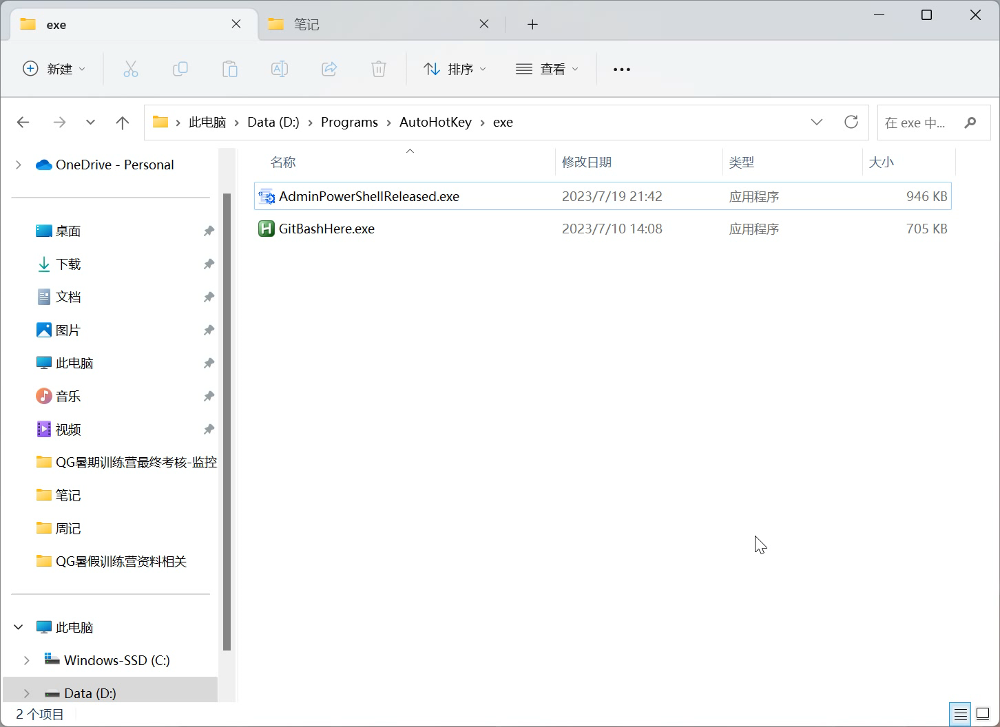 exe
笔记
新建
排序
查看
此电脑
Data (D:)
Programs
AutoHotKey
exe
在 exe 中...
OneDrive - Personal
桌面
下载
文档
图片
此电脑
音乐
视频
QG暑期训练营最终考核-监控
笔记
周记
QG暑假训练营资料相关
此电脑
Windows-SSD (C:)
Data (D:)
名称 修改日期 类型 大小
AdminPowerShellReleased.exe 2023/7/19 21:42 应用程序 946 KB
GitBashHere.exe 2023/7/10 14:08 应用程序 705 KB
2 个项目